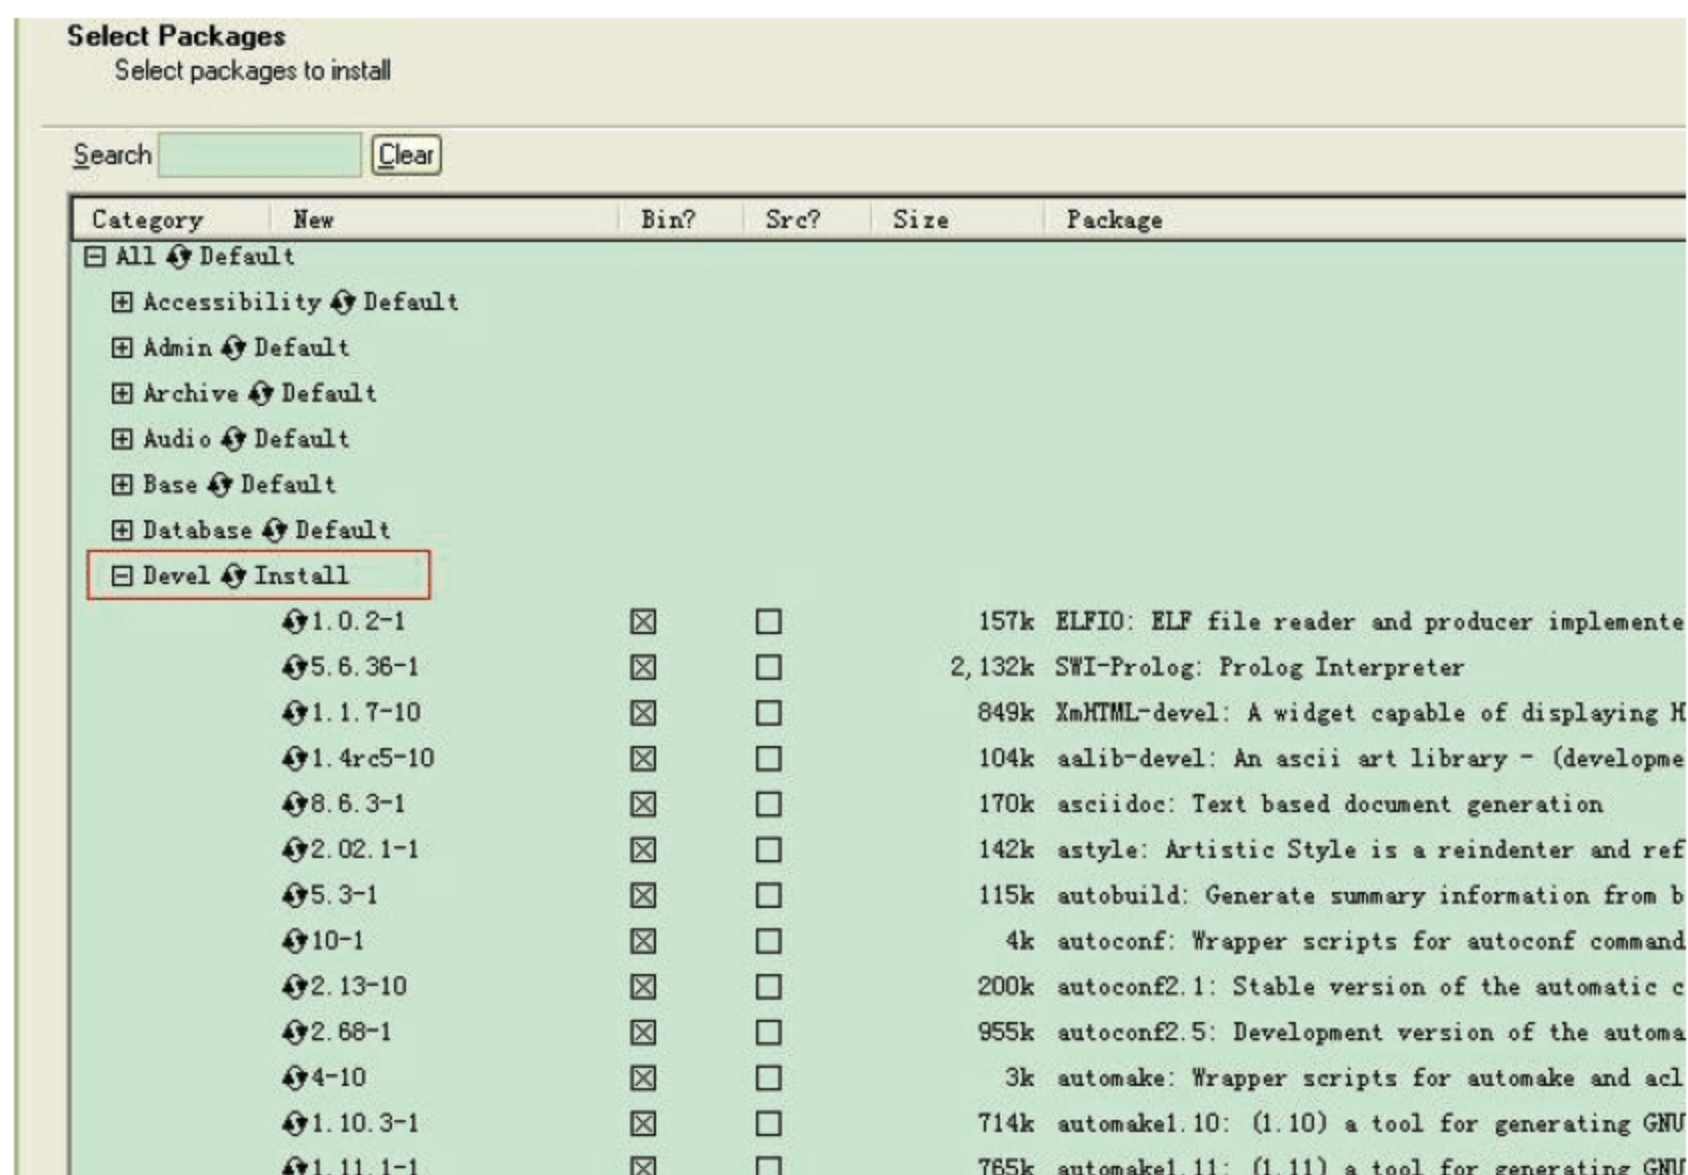 Select Packages
Select packages to install
Search Clear
Category New Bin? Src? Size Package
All Default
Accessibility Default
Admin Default
Archive Default
Audio Default
Base Default
Database Default
Devel Install
1.0.2-1 157k ELFIO: ELF file reader and producer implemente
5.6.36-1 2,132k SWI-Prolog: Prolog Interpreter
1.1.7-10 849k XmHTML-devel: A widget capable of displaying H
1.4rc5-10 104k aalib-devel: An ascii art library - (developme
8.6.3-1 170k asciidoc: Text based document generation
2.02.1-1 142k astyle: Artistic Style is a reindenter and ref
5.3-1 115k autobuild: Generate summary information from b
10-1 4k autoconf: Wrapper scripts for autoconf command
2.13-10 200k autoconf2.1: Stable version of the automatic c
2.68-1 955k autoconf2.5: Development version of the automa
4-10 3k automake: Wrapper scripts for automake and acl
1.10.3-1 714k automake1.10: (1.10) a tool for generating GNU
1.11.1-1 765k automake1.11: (1.11) a tool for generating GNU